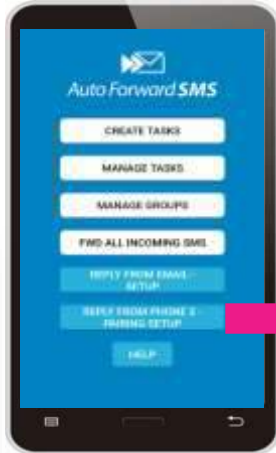 Auto Forward SMS
CREATE TASKS
MANAGE TASKS
MANAGE GROUPS
FWD ALL INCOMING SMS
REPLY FROM EMAIL -
SETUP
REPLY FROM PHONE 2 -
PAIRING SETUP
HELP